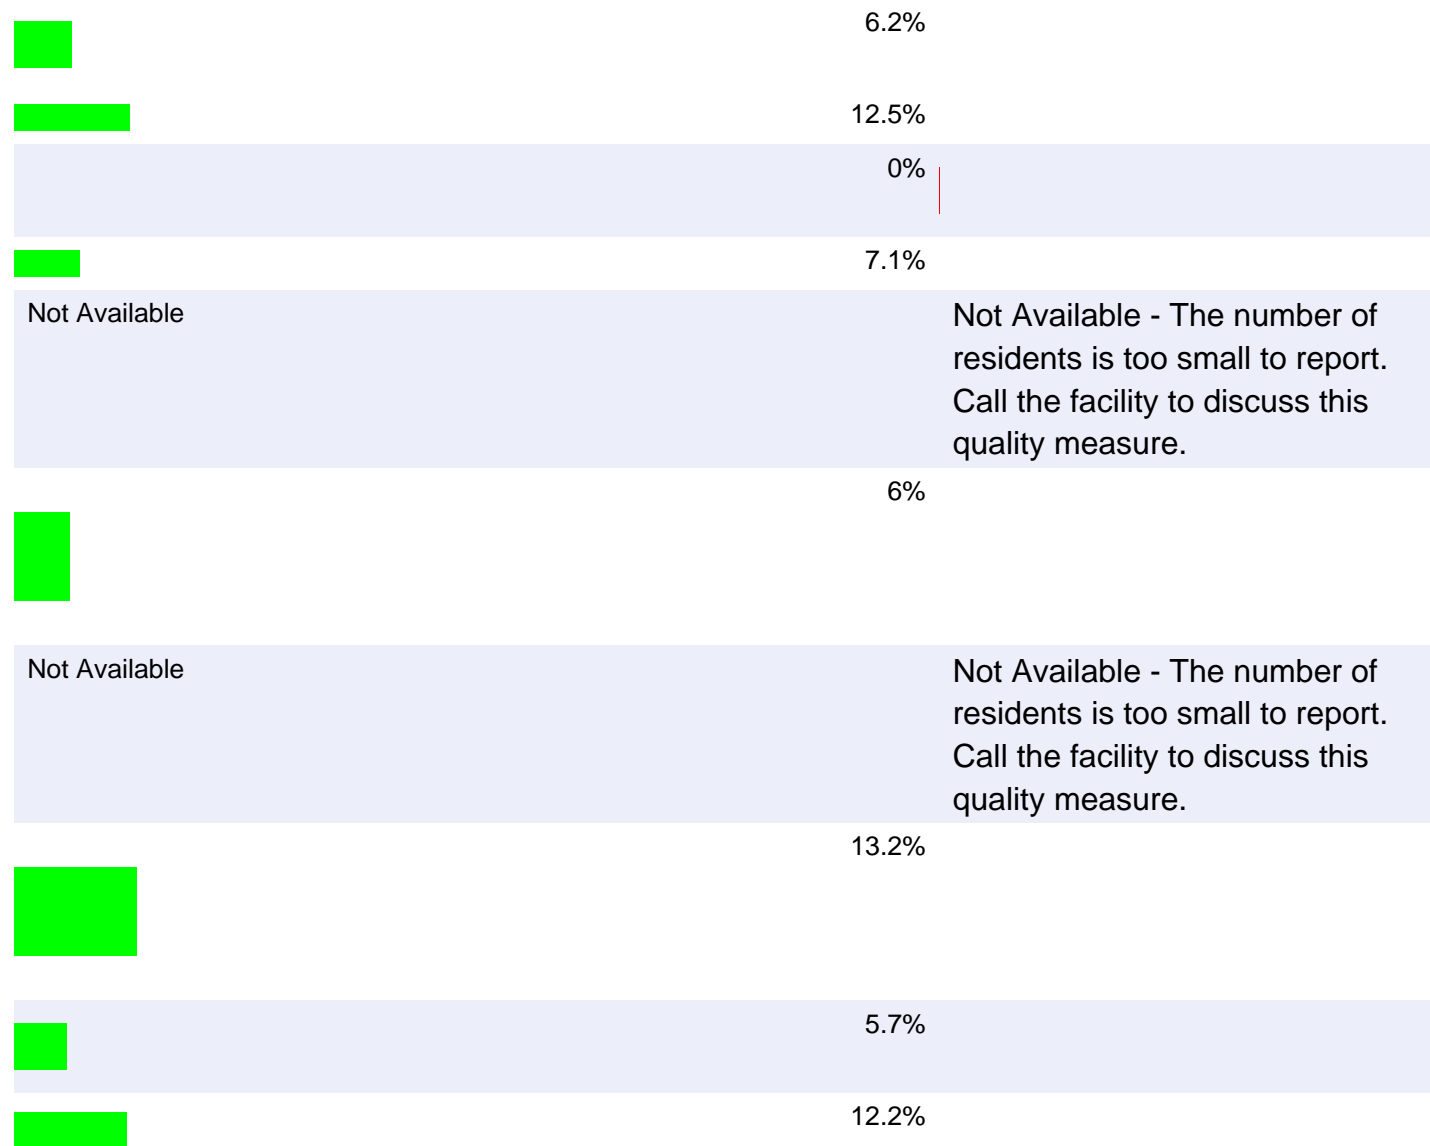 6.2%
12.5%
0%
7.1%
Not Available
Not Available - The number of
residents is too small to report.
Call the facility to discuss this
quality measure.
6%
Not Available
Not Available - The number of
residents is too small to report.
Call the facility to discuss this
quality measure.
13.2%
5.7%
12.2%